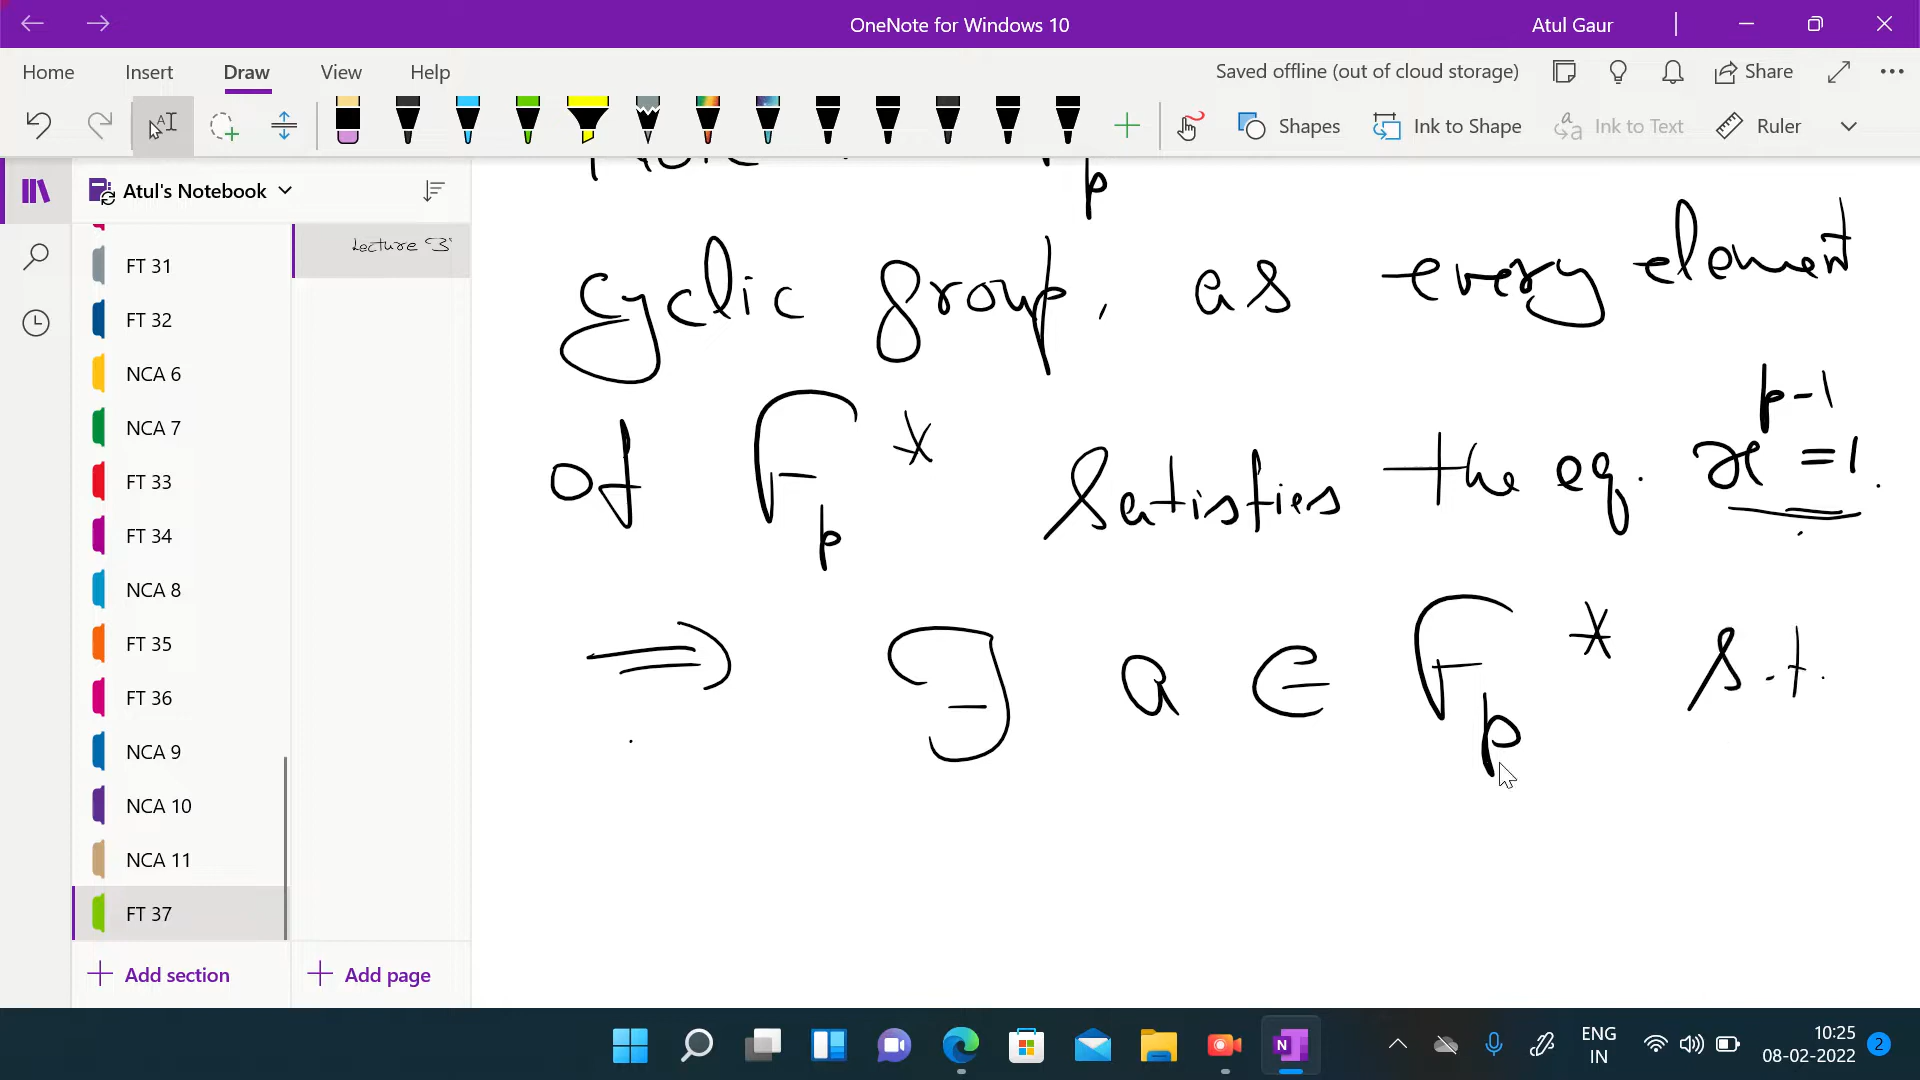 OneNote for Windows 10
Atul Gaur
Home Insert Draw View Help
Saved offline (out of cloud storage)
Share
Shapes
Ink to Shape
Ink to Text
Ruler
Atul's Notebook
FT 31
FT 32
NCA 6
NCA 7
FT 33
FT 34
NCA 8
FT 35
FT 36
NCA 9
NCA 10
NCA 11
FT 37
Add section
Lecture 3
Add page
p
cyclic group, as every element
of F_p^* satisfies the eq. x^{p-1} = 1.
⇒ ∃ a ∈ F_p^* s.t.
ENG
IN
10:25
08-02-2022
2